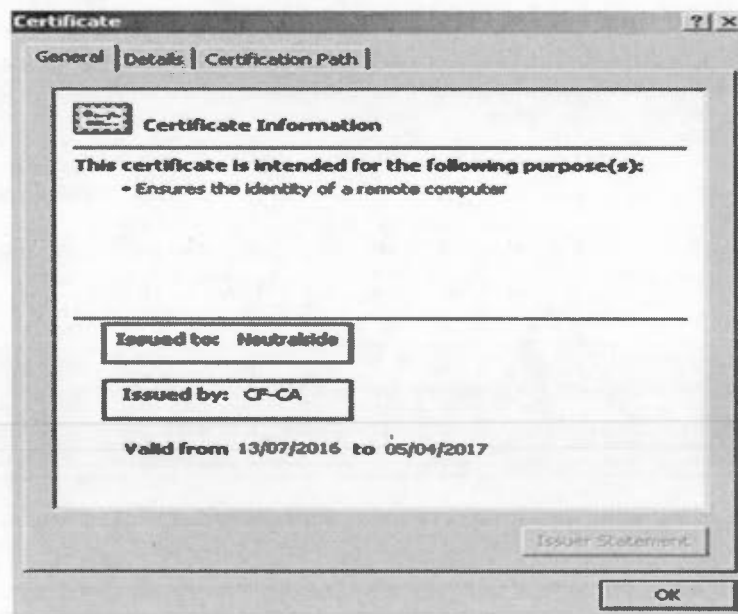 Certificate
General Details Certification Path
Certificate Information
This certificate is intended for the following purpose(s):
• Ensures the identity of a remote computer
Issued to: Neutralside
Issued by: CF-CA
Valid from 13/07/2016 to 05/04/2017
Issuer Statement
OK